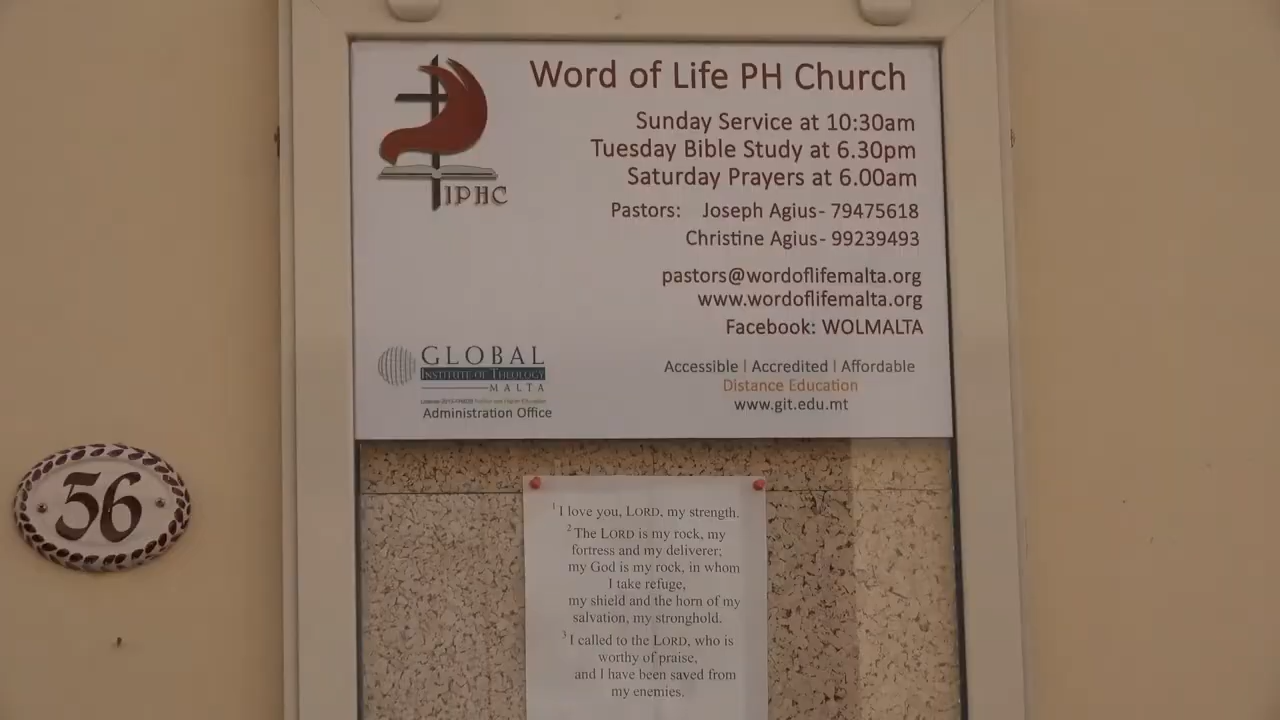 Word of Life PH Church
Sunday Service at 10:30am
Tuesday Bible Study at 6.30pm
Saturday Prayers at 6.00am
Pastors: Joseph Agius- 79475618
Christine Agius- 99239493
pastors@wordoflifemalta.org
www.wordoflifemalta.org
Facebook: WOLMALTA
IPHC
GLOBAL
INSTITUTE OF THEOLOGY
MALTA
Administration Office
Accessible | Accredited | Affordable
Distance Education
www.git.edu.mt
56
1 I love you, LORD, my strength.
2 The LORD is my rock, my
fortress and my deliverer;
my God is my rock, in whom
I take refuge,
my shield and the horn of my
salvation, my stronghold.
3 I called to the LORD, who is
worthy of praise,
and I have been saved from
my enemies.